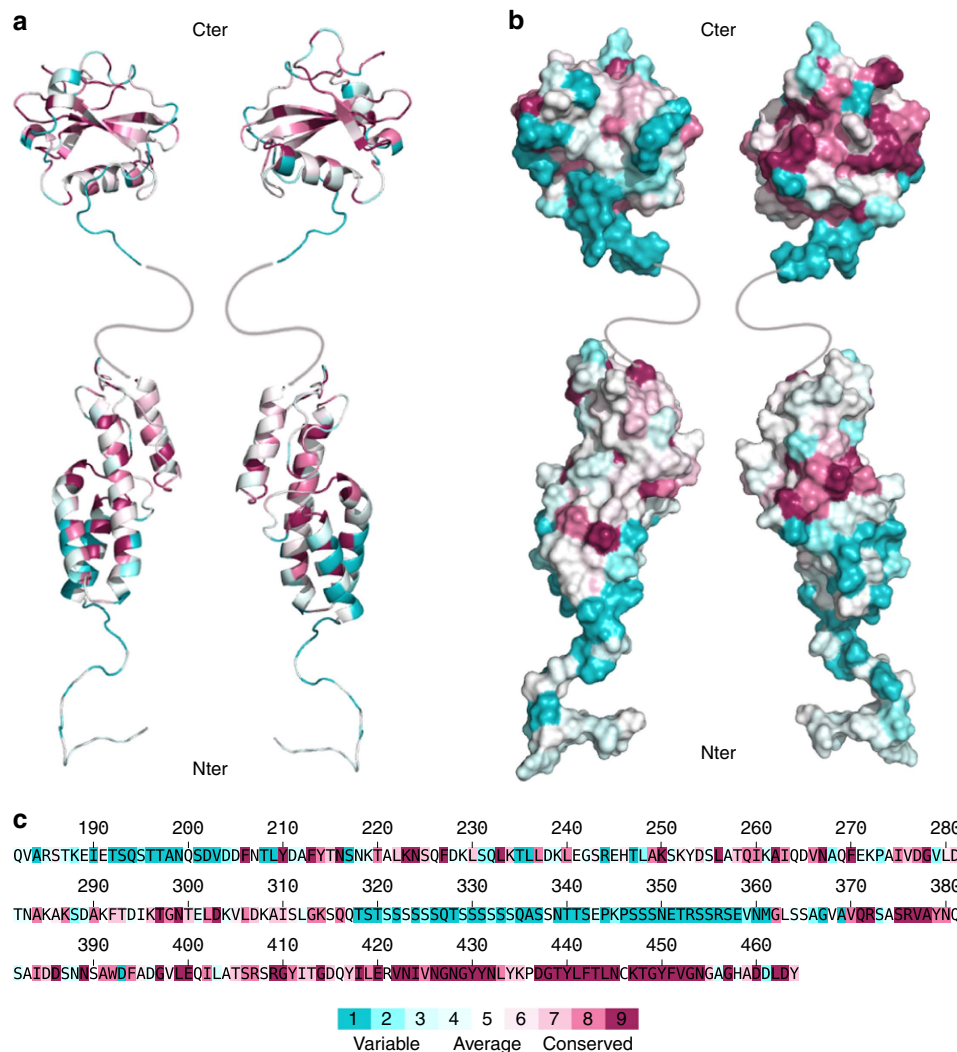 a
b
Cter
Cter
Nter
Nter
c
190 200 210 220 230 240 250 260 270 280
QVARSTKEIETSQSTTANQSDVDDFNTLYDAFYTNSNKTALKNSQFDKLSQLKTLLDKLEGSREHTLASKYDSLATQIKAIQDVNAQFEKPAIVDGVLD
290 300 310 320 330 340 350 360 370 380
TNAKAKSDAKFTDIKTGNTELDKVLDKAISLGKSQQTSTSSSSSSQTSSSSSSQASSNTTSEPKPSSSNETRSSRSEVNMGLSSAGVAVQRSASRVAYNQ
390 400 410 420 430 440 450 460
SAIDDSNNSAWDFADGVLEQILATSRSRGYITGDQYILERVNIVNGNGYYNLYKPDGTYLFTLNCKTGYFVGNGAGHADDLDY
1 2 3 4 5 6 7 8 9
Variable Average Conserved